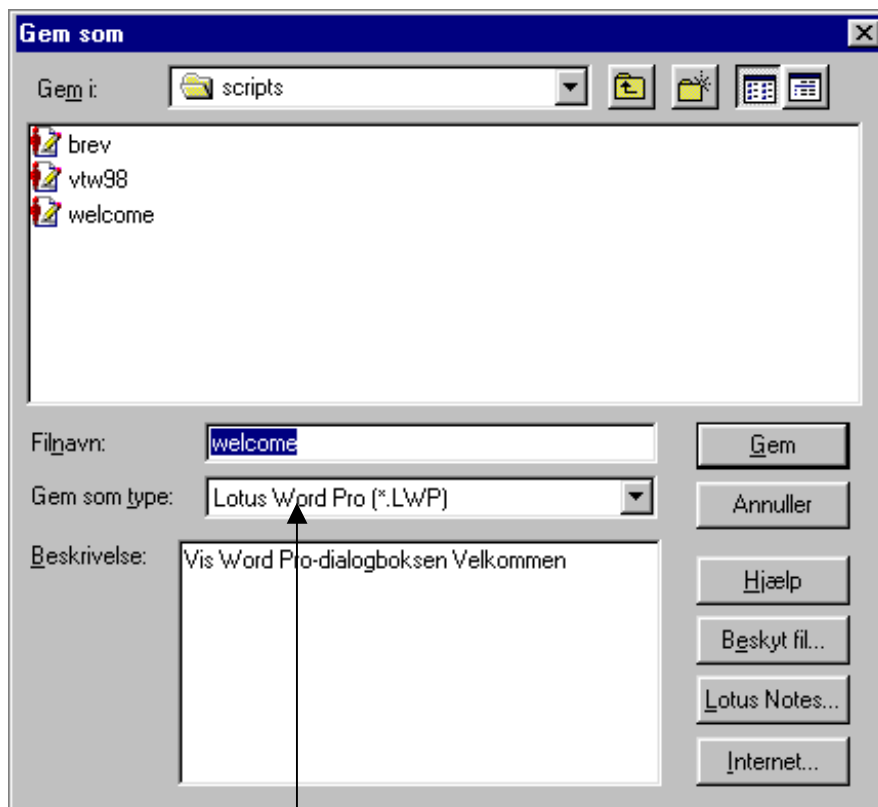 Gem som
Gem i: scripts
brev
vtw98
welcome
Filnavn: welcome Gem
Gem som type: Lotus Word Pro (*.LWP) Annuller
Beskrivelse: Vis Word Pro-dialogboksen Velkommen
Hjælp
Beskyt fil...
Lotus Notes...
Internet...